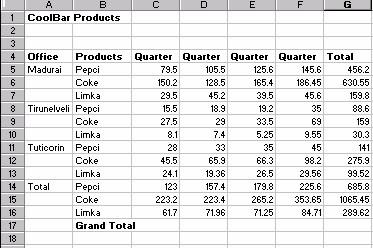 A B C D E F G
1 CoolBar Products
2
3
4 Office Products Quarter Quarter Quarter Quarter Total
5 Madurai Pepci 79.5 105.5 125.6 145.6 456.2
6 Coke 150.2 128.5 165.4 186.45 630.55
7 Limka 29.5 45.2 39.5 45.6 159.8
8 Tirunelveli Pepci 15.5 18.9 19.2 35 88.6
9 Coke 27.5 29 33.5 69 159
10 Limka 8.1 7.4 5.25 9.55 30.3
11 Tuticorin Pepci 28 33 35 45 141
12 Coke 45.5 65.9 66.3 98.2 275.9
13 Limka 24.1 19.36 26.5 29.56 99.52
14 Total Pepci 123 157.4 179.8 225.6 685.8
15 Coke 223.2 223.4 265.2 353.65 1065.45
16 Limka 61.7 71.96 71.25 84.71 289.62
17 Grand Total
18